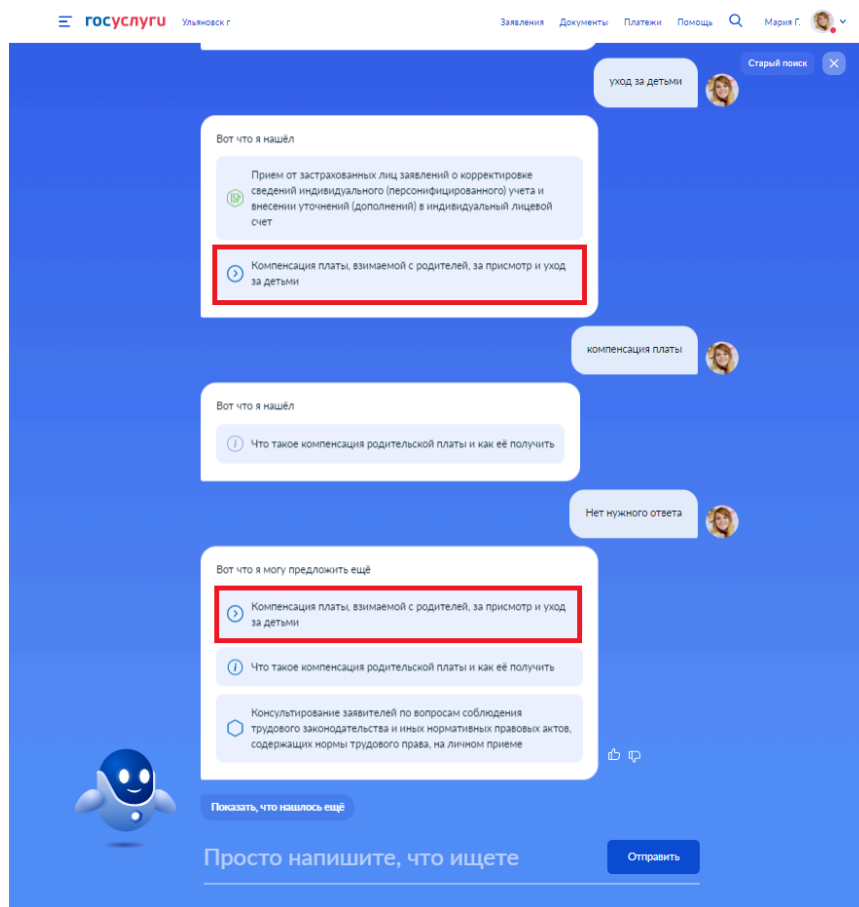 госуслуги Ульяновск г Заявления Документы Платежи Помощь Мария Г.
Старый поиск
уход за детьми
Вот что я нашёл
Прием от застрахованных лиц заявлений о корректировке
сведений индивидуального (персонифицированного) учета и
внесении уточнений (дополнений) в индивидуальный лицевой
счет
Компенсация платы, взимаемой с родителей, за присмотр и уход
за детьми
компенсация платы
Вот что я нашёл
Что такое компенсация родительской платы и как её получить
Нет нужного ответа
Вот что я могу предложить ещё
Компенсация платы, взимаемой с родителей, за присмотр и уход
за детьми
Что такое компенсация родительской платы и как её получить
Консультирование заявителей по вопросам соблюдения
трудового законодательства и иных нормативных правовых актов,
содержащих нормы трудового права, на личном приеме
Показать, что нашлось ещё
Просто напишите, что ищете
Отправить